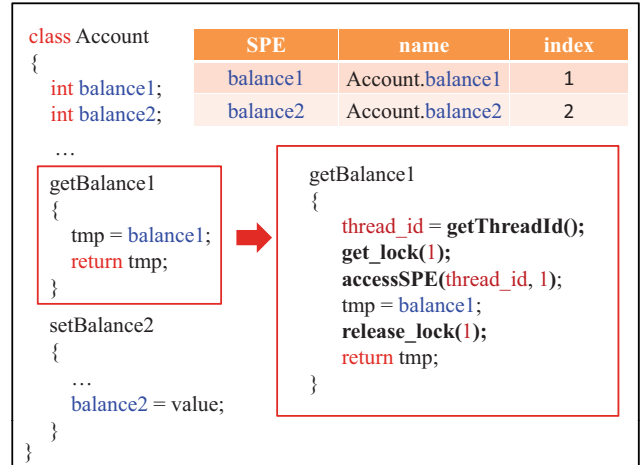 class Account
{
int balance1;
int balance2;
…
getBalance1
{
tmp = balance1;
return tmp;
}
setBalance2
{
…
balance2 = value;
}
}
SPE name index
balance1 Account.balance1 1
balance2 Account.balance2 2
getBalance1
{
thread_id = getThreadId();
get_lock(1);
accessSPE(thread_id, 1);
tmp = balance1;
release_lock(1);
return tmp;
}